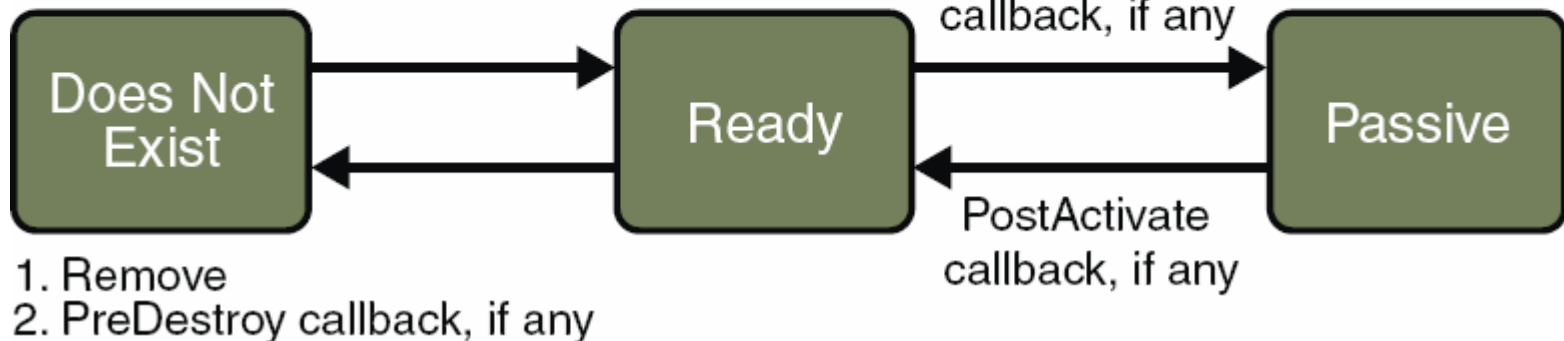 callback, if any
Does Not
Exist
Ready
Passive
PostActivate
callback, if any
1. Remove
2. PreDestroy callback, if any